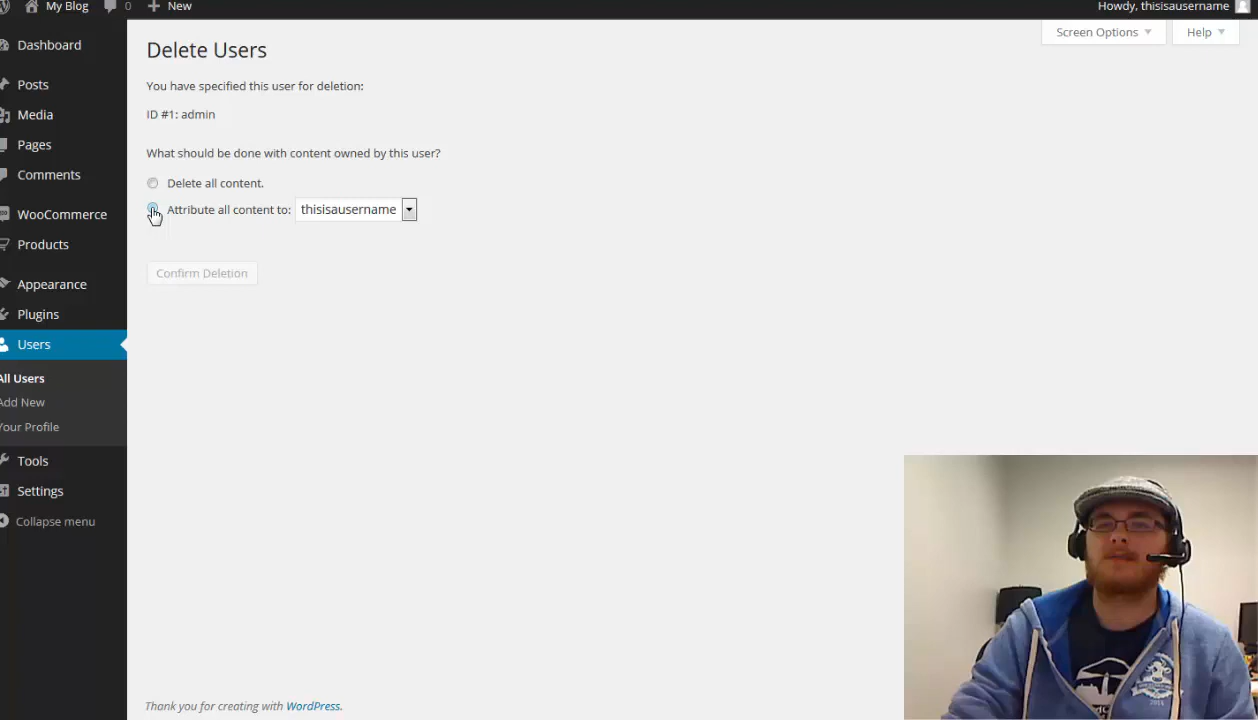 My Blog 0 New Howdy, thisisausername
Screen Options Help
Dashboard
Posts
Media
Pages
Comments
WooCommerce
Products
Appearance
Plugins
Users
All Users
Add New
Your Profile
Tools
Settings
Collapse menu
Delete Users
You have specified this user for deletion:
ID #1: admin
What should be done with content owned by this user?
Delete all content.
Attribute all content to: thisisausername
Confirm Deletion
Thank you for creating with WordPress.